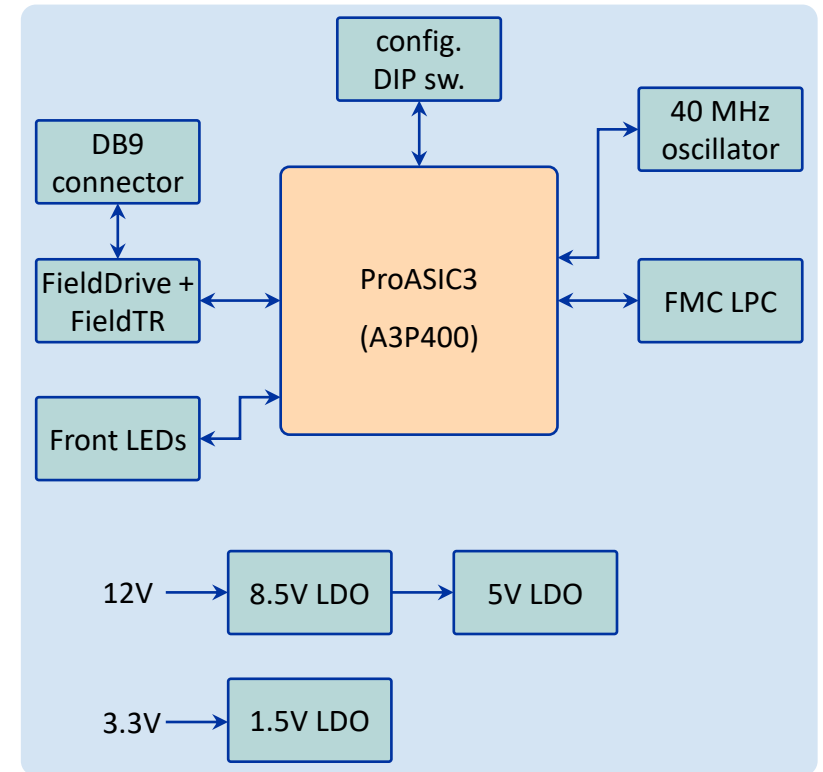 config.
DIP sw.
40 MHz
oscillator
DB9
connector
FieldDrive +
FieldTR
ProASIC3
(A3P400)
FMC LPC
Front LEDs
12V
8.5V LDO
5V LDO
3.3V
1.5V LDO